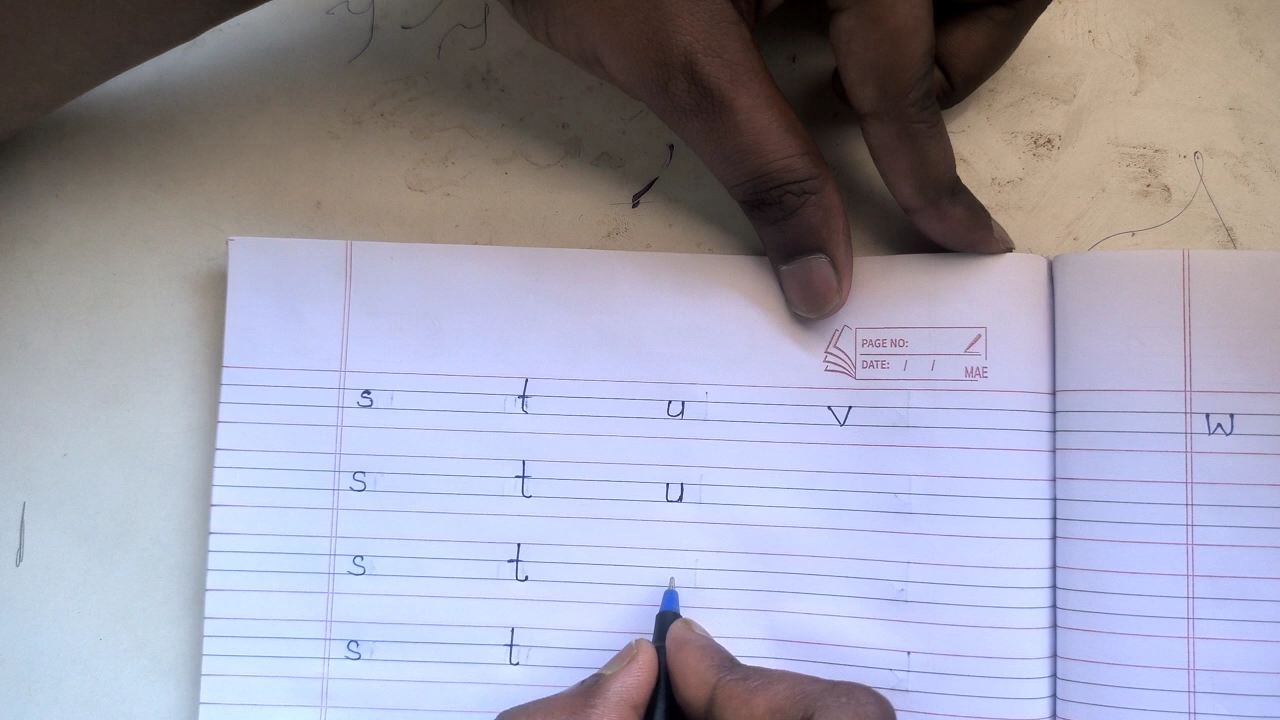 PAGE NO:
DATE: / /
MAE
s t u v w
s t u
s t
s t